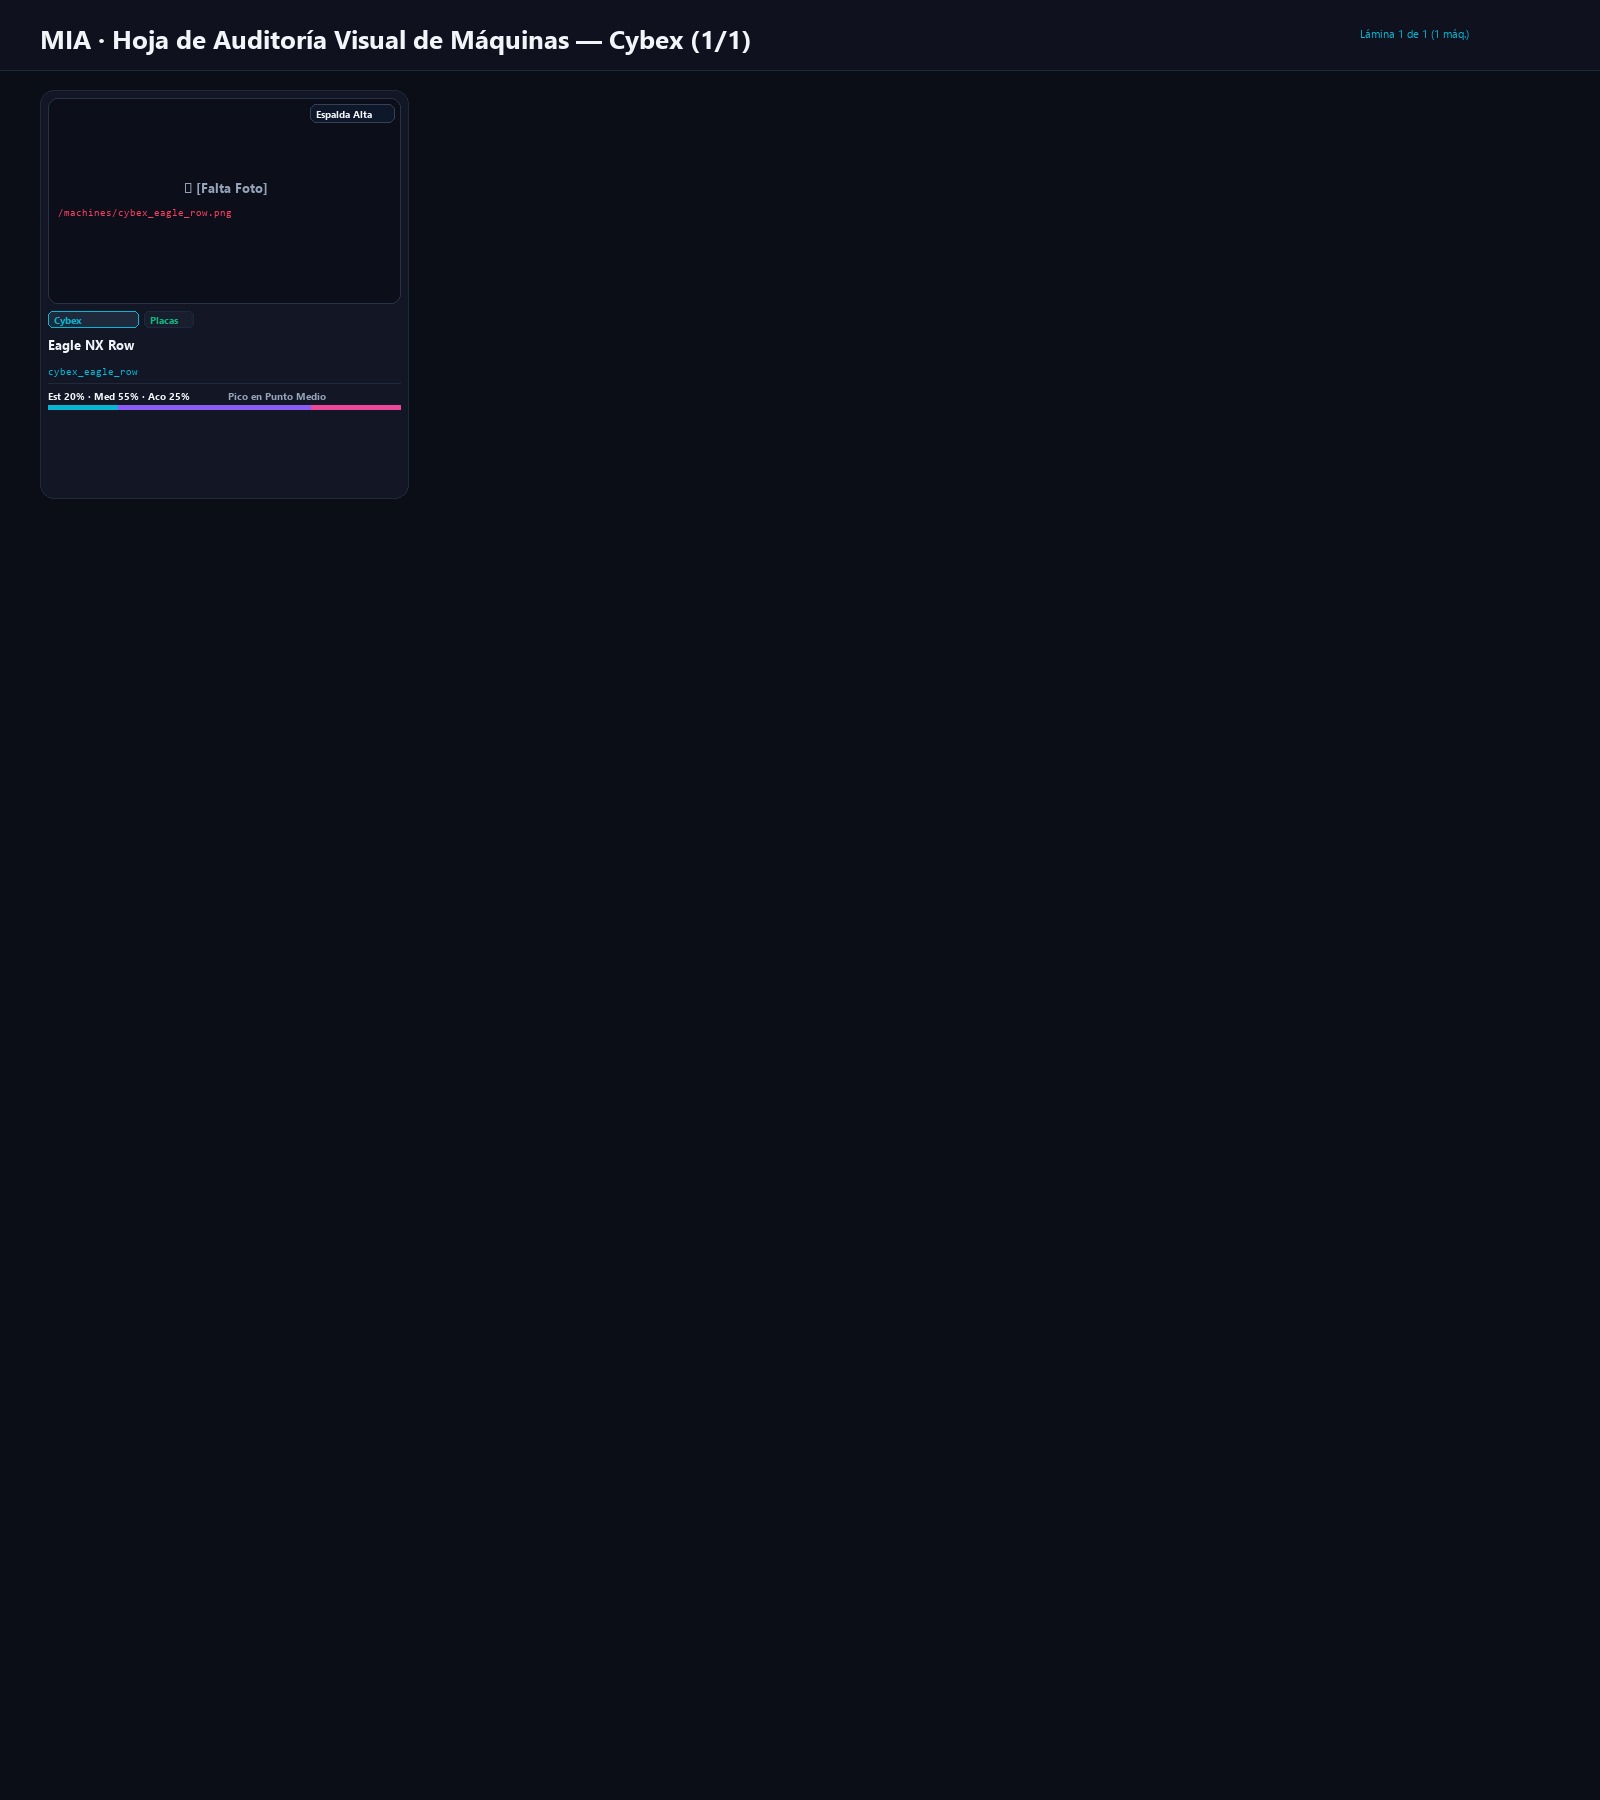 MIA · Hoja de Auditoría Visual de Máquinas — Cybex (1/1)
Lámina 1 de 1 (1 máq.)
Espalda Alta
[Falta Foto]
/machines/cybex_eagle_row.png
Cybex
Placas
Eagle NX Row
cybex_eagle_row
Est 20% · Med 55% · Aco 25%
Pico en Punto Medio